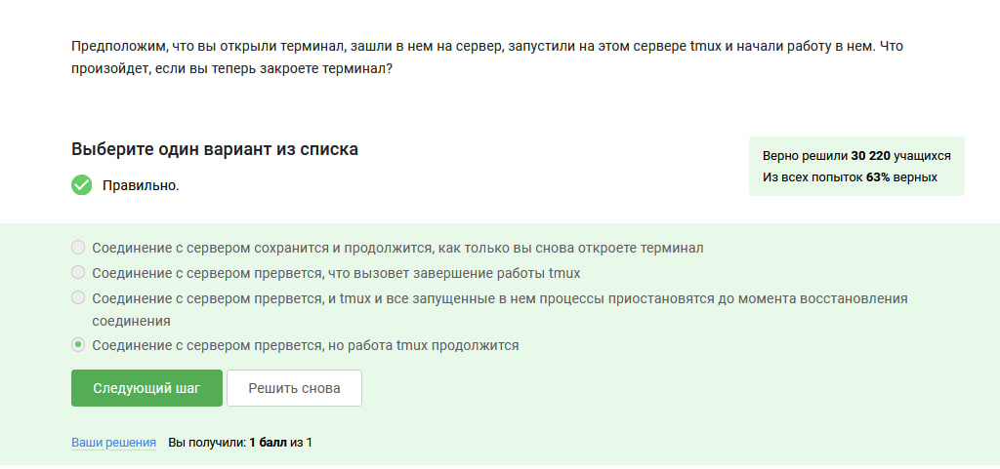 Предположим, что вы открыли терминал, зашли в нем на сервер, запустили на этом сервере tmux и начали работу в нем. Что
произойдет, если вы теперь закроете терминал?
Выберите один вариант из списка
Правильно.
Верно решили 30 220 учащихся
Из всех попыток 63% верных
Соединение с сервером сохранится и продолжится, как только вы снова откроете терминал
Соединение с сервером прервется, что вызовет завершение работы tmux
Соединение с сервером прервется, и tmux и все запущенные в нем процессы приостановятся до момента восстановления
соединения
Соединение с сервером прервется, но работа tmux продолжится
Следующий шаг Решить снова
Ваши решения Вы получили: 1 балл из 1